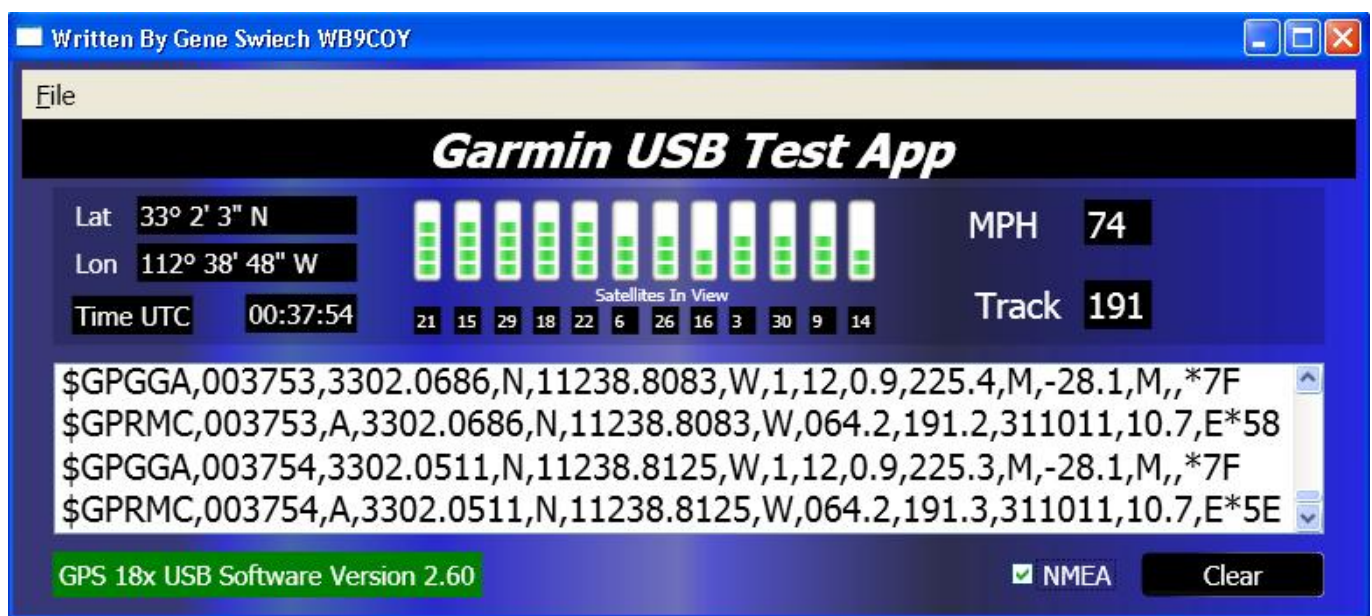 Written By Gene Swiech WB9COY
File
Garmin USB Test App
Lat 33º 2' 3" N
Lon 112º 38' 48" W
Time UTC 00:37:54
Satellites In View
21 15 29 18 22 6 26 16 3 30 9 14
MPH 74
Track 191
$GPGGA,003753,3302.0686,N,11238.8083,W,1,12,0.9,225.4,M,-28.1,M,,*7F
$GPRMC,003753,A,3302.0686,N,11238.8083,W,064.2,191.2,311011,10.7,E*58
$GPGGA,003754,3302.0511,N,11238.8125,W,1,12,0.9,225.3,M,-28.1,M,,*7F
$GPRMC,003754,A,3302.0511,N,11238.8125,W,064.2,191.3,311011,10.7,E*5E
GPS 18x USB Software Version 2.60
NMEA
Clear